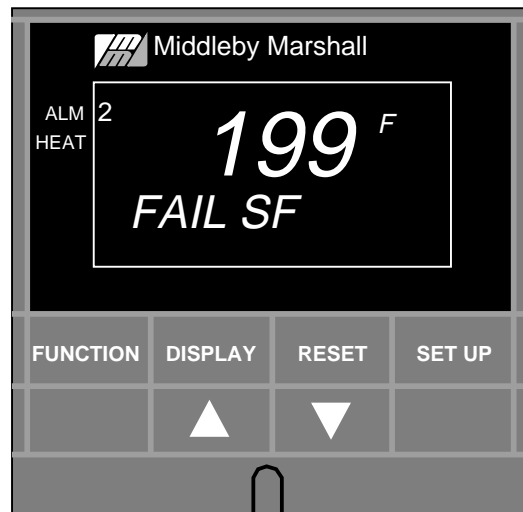 Middleby Marshall
ALM 2
HEAT
199 F
FAIL SF
FUNCTION DISPLAY RESET SET UP